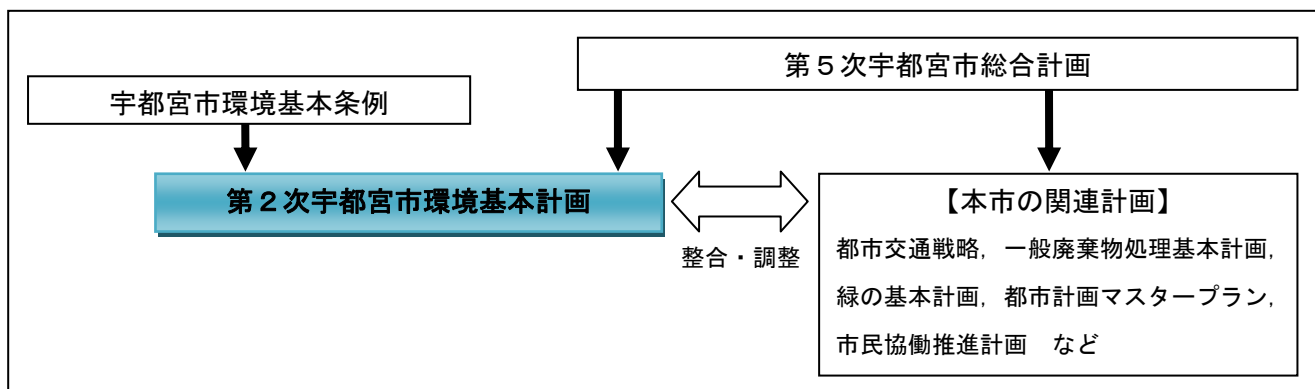 第５次宇都宮市総合計画
宇都宮市環境基本条例
第２次宇都宮市環境基本計画
整合・調整
【本市の関連計画】
都市交通戦略，一般廃棄物処理基本計画，
緑の基本計画，都市計画マスタープラン，
市民協働推進計画　など